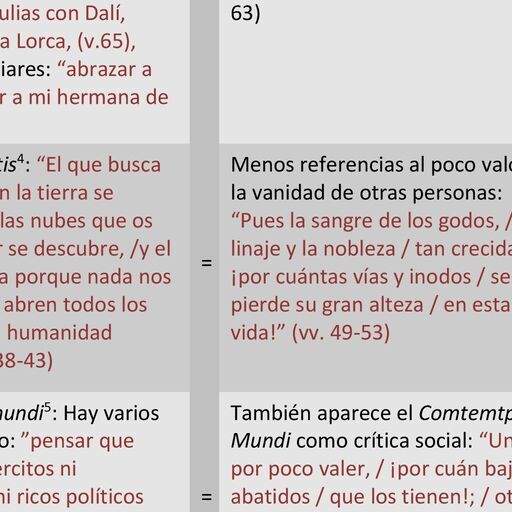 ulias con Dalí,
a Lorca, (v.65),
iares: “abrazar a
r a mi hermana de
63)
tis⁴: “El que busca
n la tierra se
las nubes que os
r se descubre, /y el
a porque nada nos
abren todos los
humanidad
38-43)
=
Menos referencias al poco valo
la vanidad de otras personas:
“Pues la sangre de los godos, /
linaje y la nobleza / tan crecida
¡por cuántas vías y inodos / se
pierde su gran alteza / en esta
vida!” (vv. 49-53)
mundi⁵: Hay varios
o: ”pensar que
ércitos ni
ni ricos políticos
=
También aparece el Comtemtp
Mundi como crítica social: “Un
por poco valer, / ¡por cuán baj
abatidos / que los tienen!; / ot